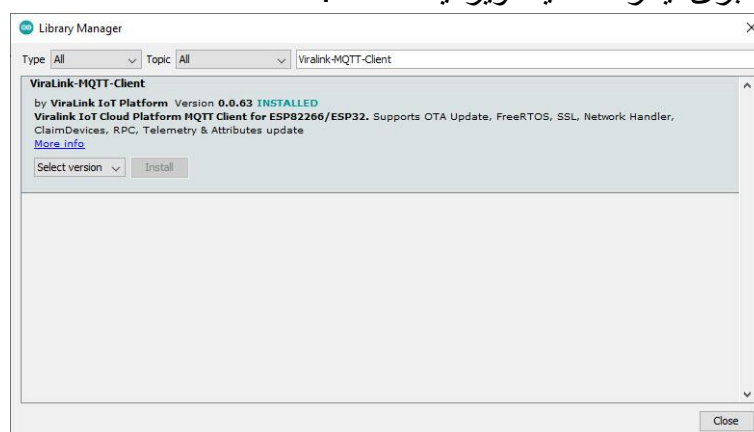 Library Manager
Type All Topic All Viralink-MQTT-Client
ViraLink-MQTT-Client
by ViraLink IoT Platform Version 0.0.63 INSTALLED
Viralink IoT Cloud Platform MQTT Client for ESP82266/ESP32. Supports OTA Update, FreeRTOS, SSL, Network Handler,
ClaimDevices, RPC, Telemetry & Attributes update
More info
Select version Install
Close